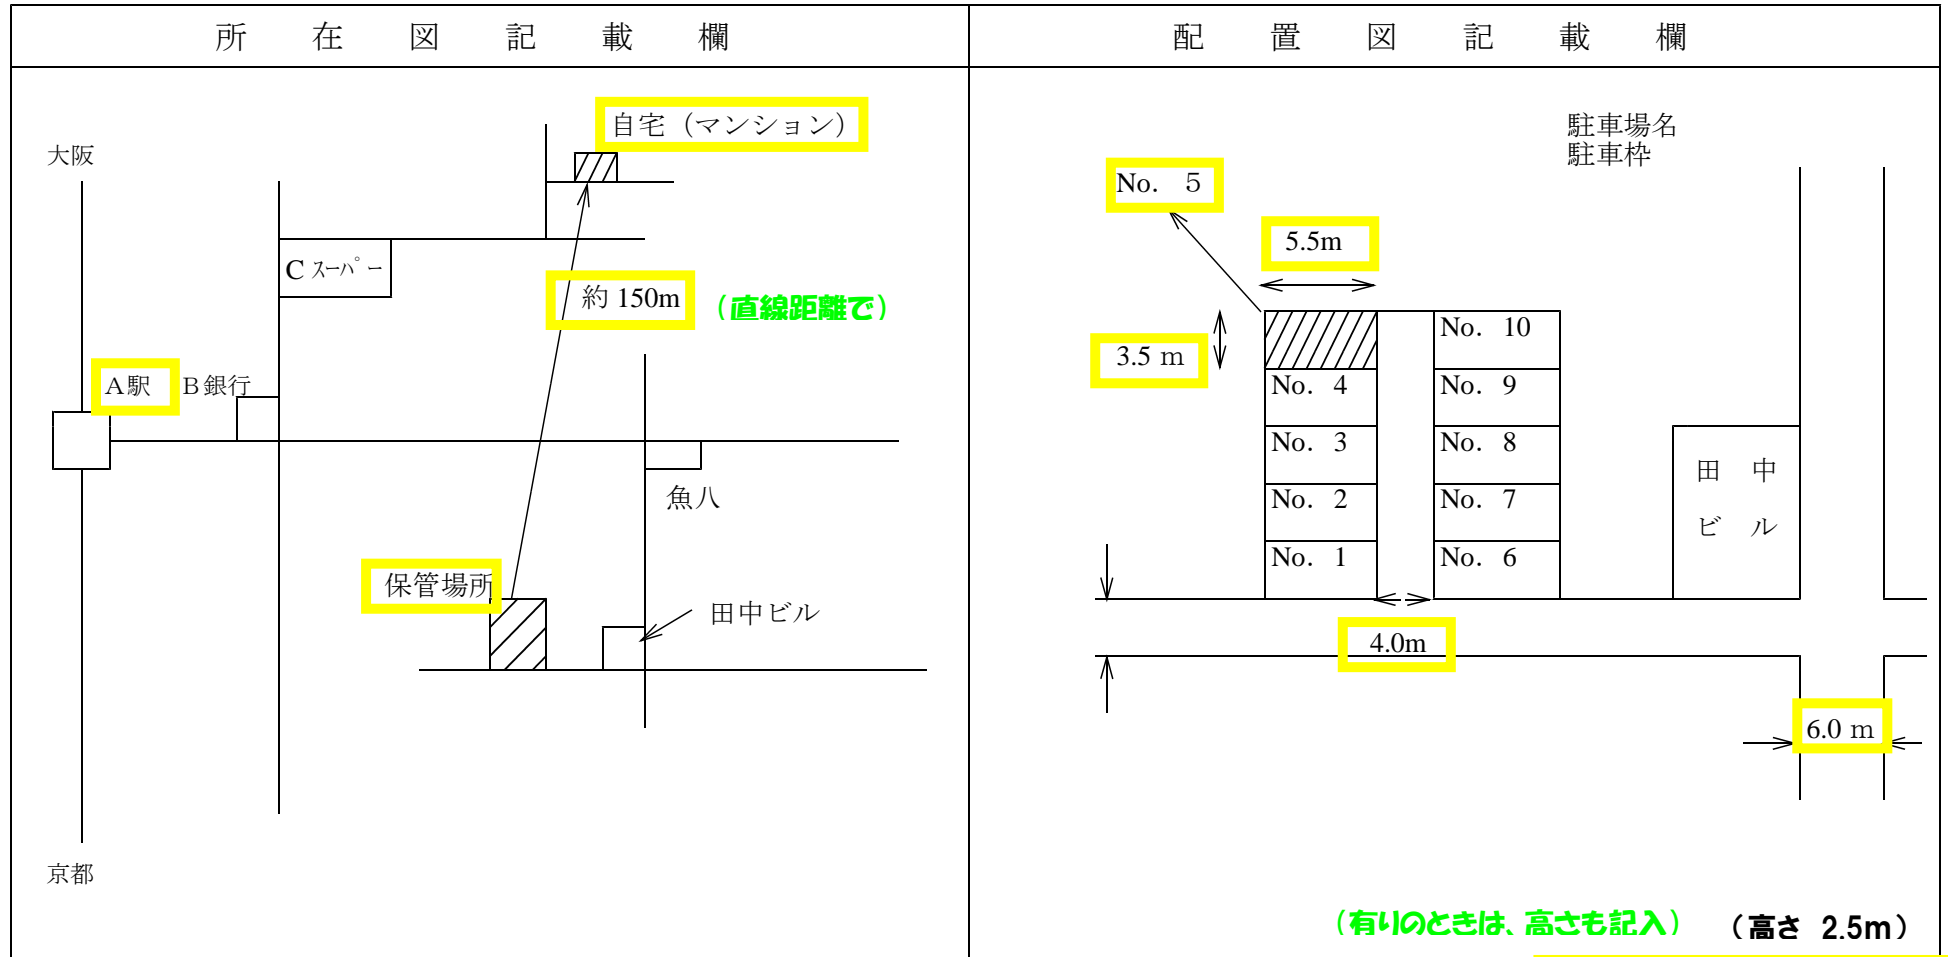 所在図記載欄
自宅（マンション）
大阪
Cスーパー
約150m
（直線距離で）
A駅
B銀行
魚八
保管場所
田中ビル
京都
配置図記載欄
駐車場名
駐車枠
No. 5
5.5m
3.5 m
No. 10
No. 4
No. 9
No. 3
No. 8
No. 2
No. 7
No. 1
No. 6
田中
ビル
4.0m
6.0 m
（有りのときは、高さも記入）
（高さ 2.5m）